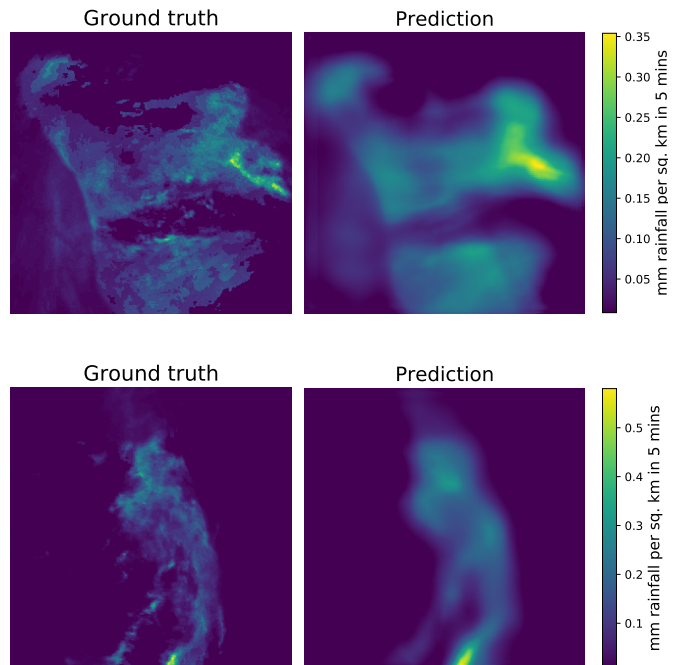 Ground truth
Prediction
0.35
0.30
0.25
0.20
0.15
0.10
0.05
mm rainfall per sq. km in 5 mins
Ground truth
Prediction
0.5
0.4
0.3
0.2
0.1
mm rainfall per sq. km in 5 mins